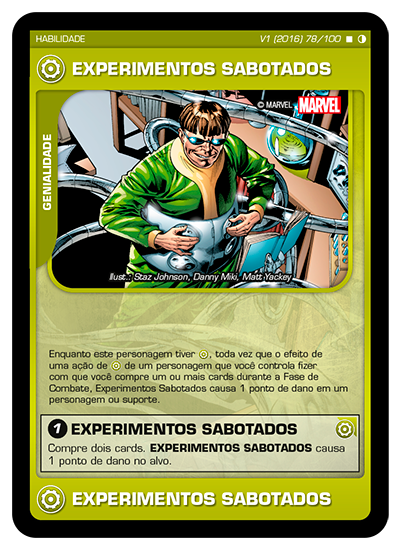 HABILIDADE V1 (2016) 78/100
EXPERIMENTOS SABOTADOS
© MARVEL MARVEL
GENIALIDADE
Ilust.: Staz Johnson, Danny Miki, Matt Yackey
Enquanto este personagem tiver , toda vez que o efeito de
uma ação de de um personagem que você controla fizer
com que você compre um ou mais cards durante a Fase de
Combate, Experimentos Sabotados causa 1 ponto de dano em um
personagem ou suporte.
1 EXPERIMENTOS SABOTADOS
Compre dois cards. EXPERIMENTOS SABOTADOS causa
1 ponto de dano no alvo.
EXPERIMENTOS SABOTADOS